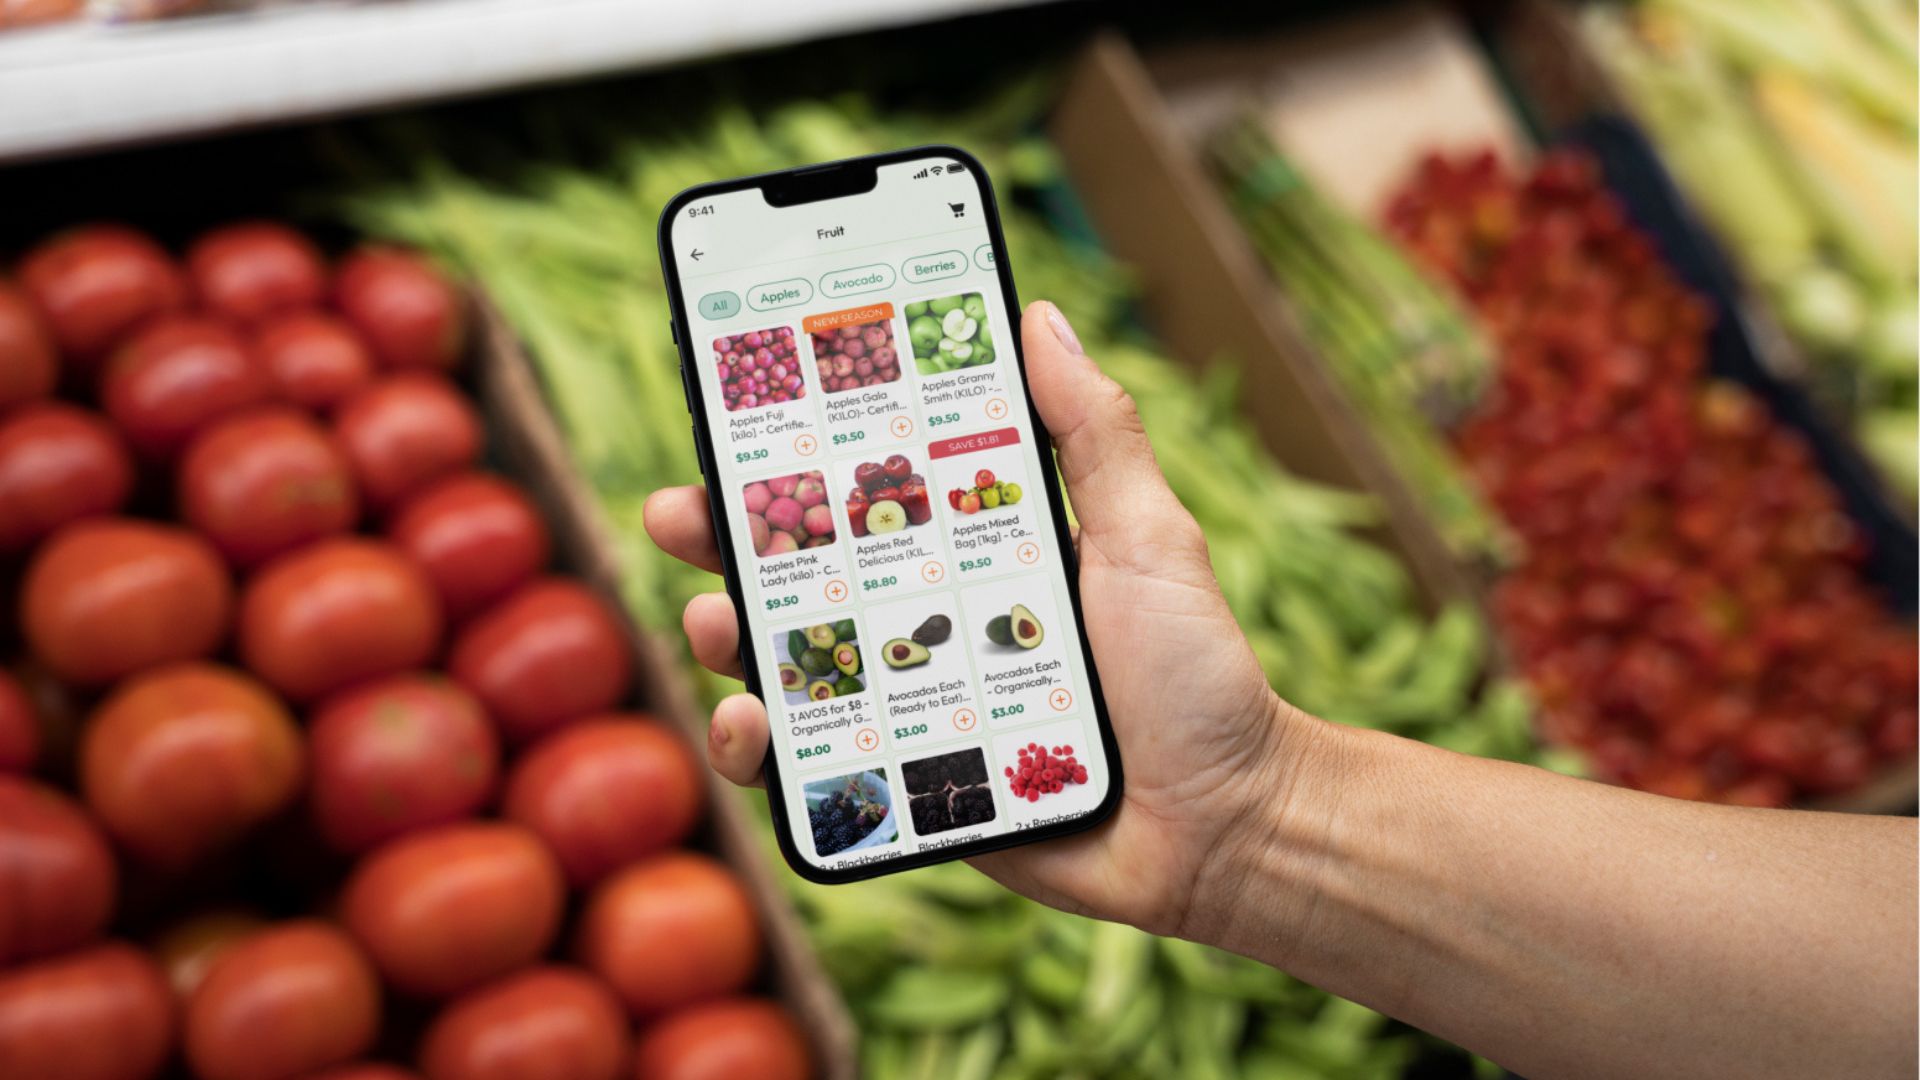 9:41
Fruit
All
Apples
Avocado
Berries
B
NEW SEASON
Apples Fuji
[kilo] - Certifie...
$9.50
Apples Gala
(KILO)- Certifi...
$9.50
Apples Granny
Smith (KILO) -...
$9.50
SAVE $1.81
Apples Pink
Lady (kilo) - C...
$9.50
Apples Red
Delicious (KIL...
$8.80
Apples Mixed
Bag [1kg] - Ce...
$9.50
3 AVOS for $8 -
Organically G...
$8.00
Avocados Each
(Ready to Eat)...
$3.00
Avocados Each
- Organically...
$3.00
x Blackberries
Blackberries
2 x Raspberries